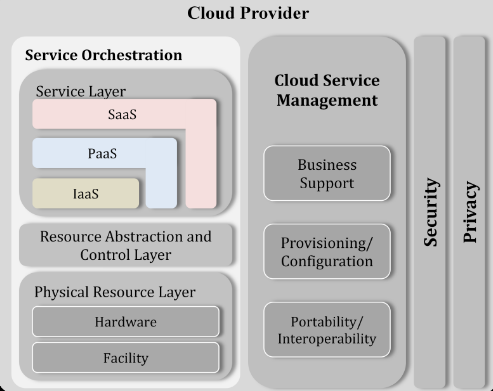 Cloud Provider
Service Orchestration
Service Layer
SaaS
PaaS
IaaS
Resource Abstraction and
Control Layer
Physical Resource Layer
Hardware
Facility
Cloud Service
Management
Business
Support
Provisioning/
Configuration
Portability/
Interoperability
Security
Privacy